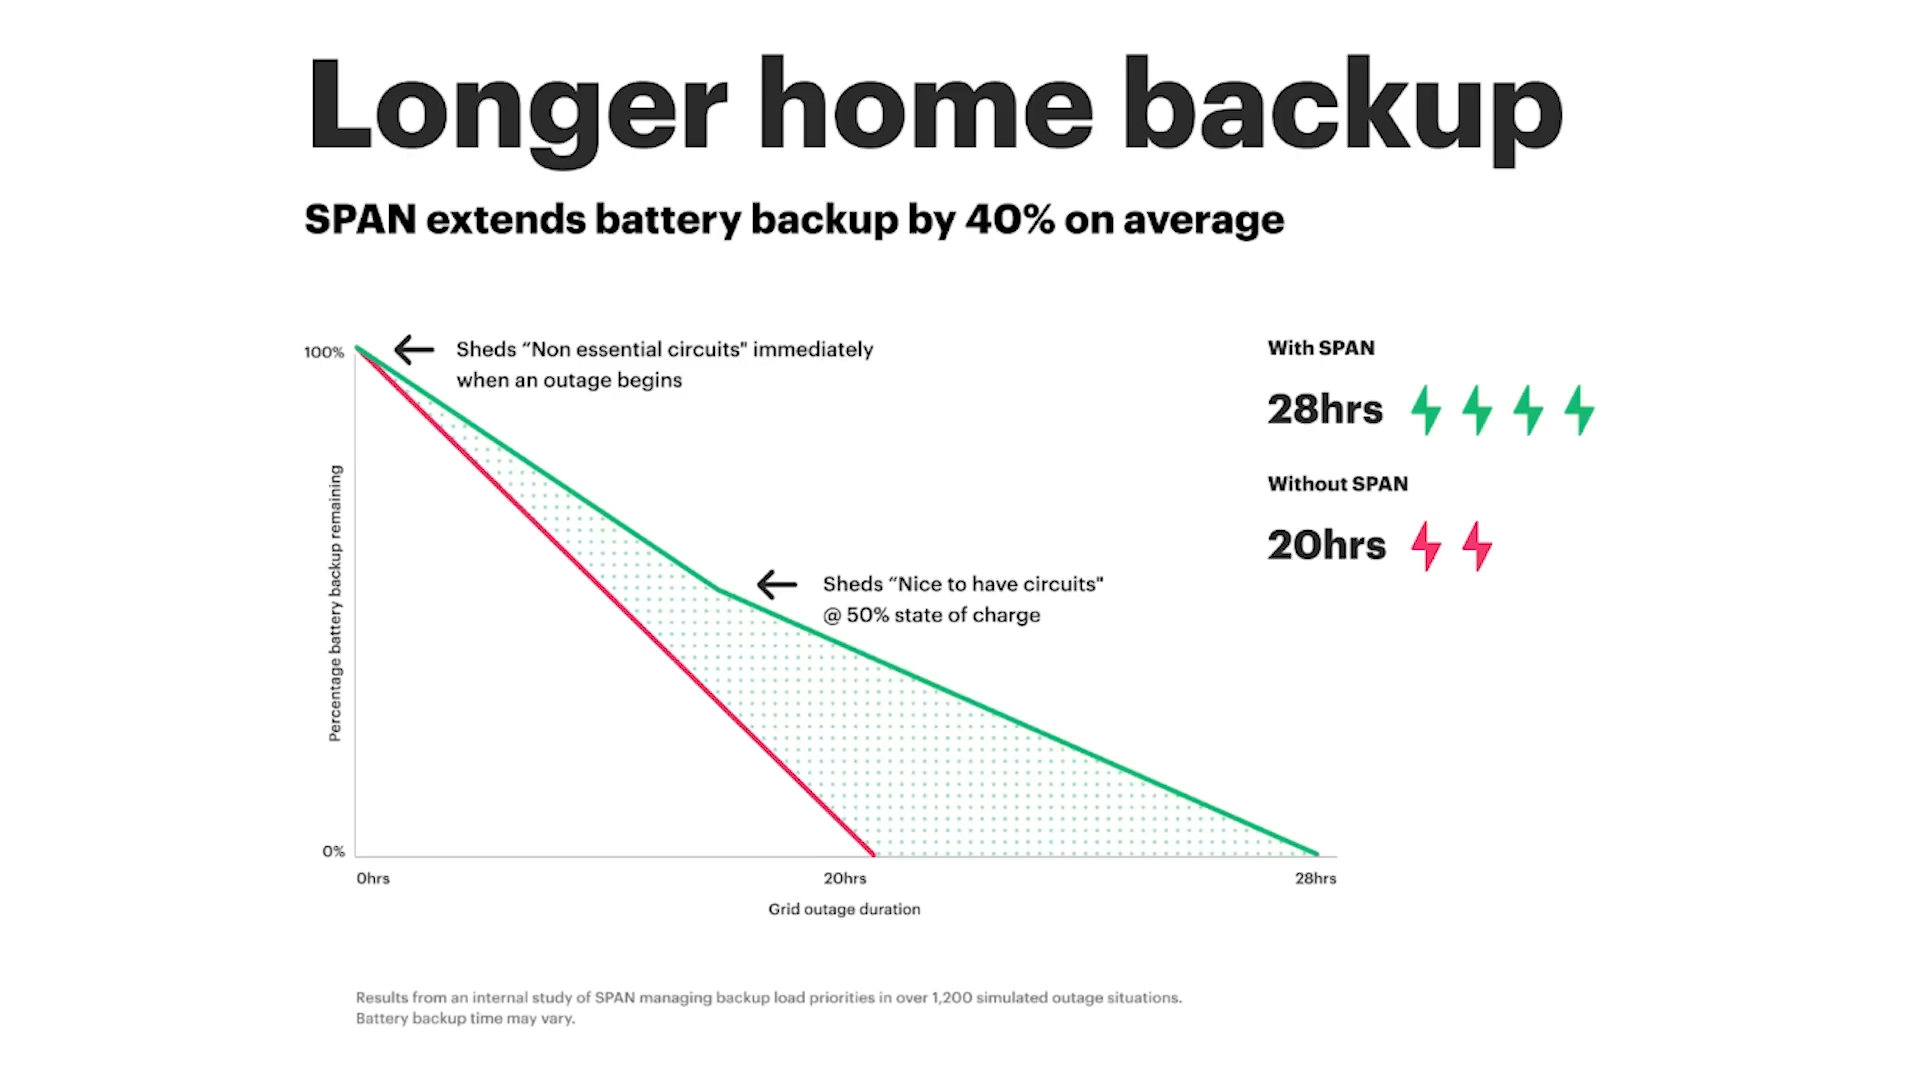 Longer home backup
SPAN extends battery backup by 40% on average
100%
Sheds “Non essential circuits" immediately
when an outage begins
With SPAN
28hrs
Without SPAN
20hrs
Percentage battery backup remaining
Sheds “Nice to have circuits"
@ 50% state of charge
0%
0hrs
20hrs
28hrs
Grid outage duration
Results from an internal study of SPAN managing backup load priorities in over 1,200 simulated outage situations.
Battery backup time may vary.